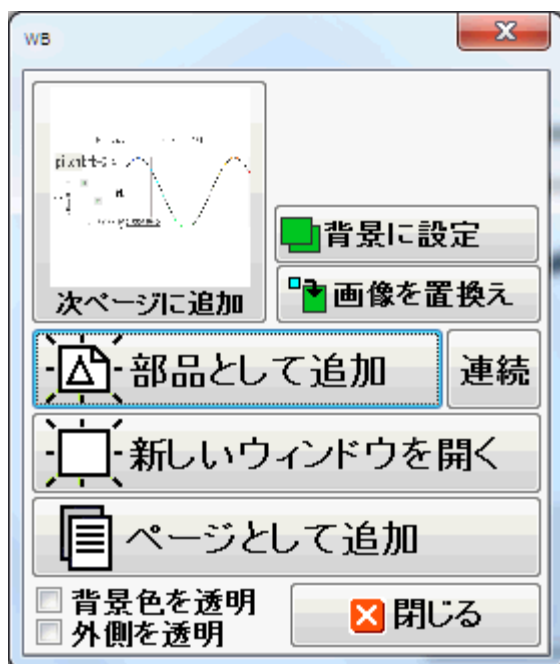 WB
背景に設定
次ページに追加
画像を置換え
部品として追加
連続
新しいウィンドウを開く
ページとして追加
背景色を透明
外側を透明
閉じる